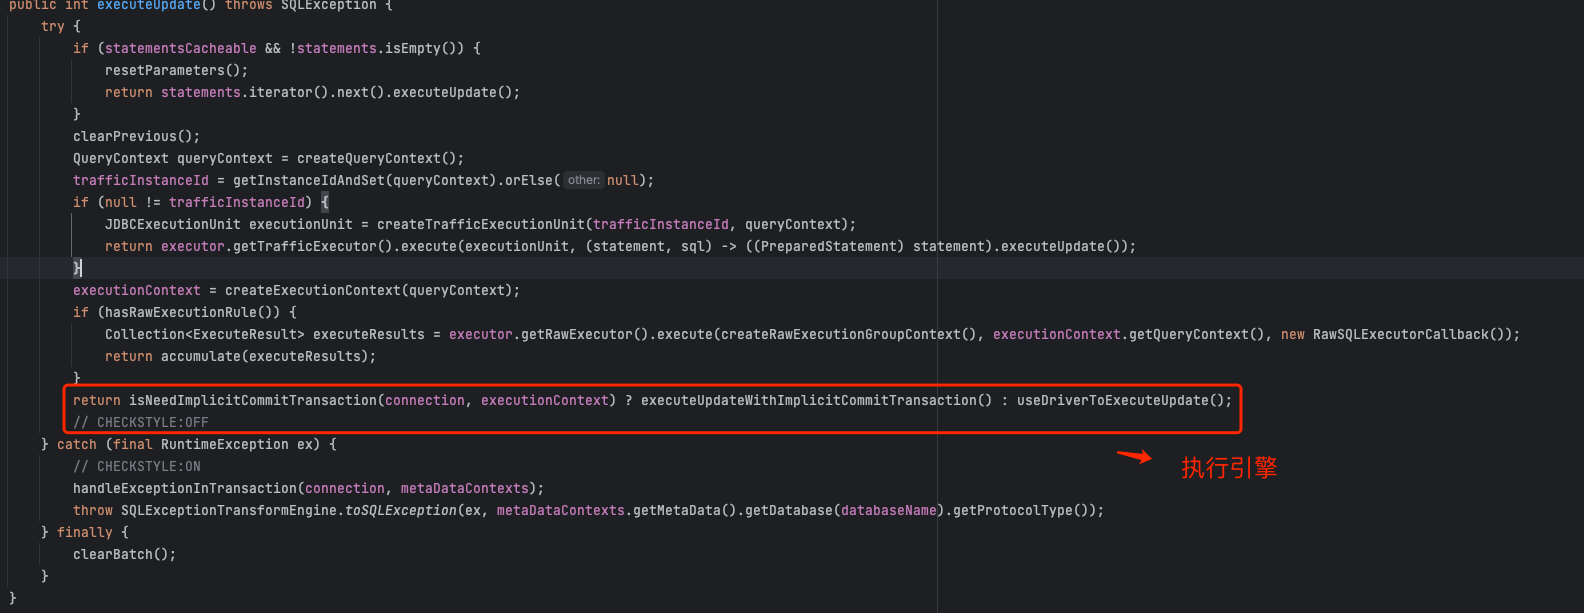 public int executeUpdate() throws SQLException {
    try {
        if (statementsCacheable && !statements.isEmpty()) {
            resetParameters();
            return statements.iterator().next().executeUpdate();
        }
        clearPrevious();
        QueryContext queryContext = createQueryContext();
        trafficInstanceId = getInstanceIdAndSet(queryContext).orElse( other: null);
        if (null != trafficInstanceId) {
            JDBCExecutionUnit executionUnit = createTrafficExecutionUnit(trafficInstanceId, queryContext);
            return executor.getTrafficExecutor().execute(executionUnit, (statement, sql) -> ((PreparedStatement) statement).executeUpdate());
        }
        executionContext = createExecutionContext(queryContext);
        if (hasRawExecutionRule()) {
            Collection<ExecuteResult> executeResults = executor.getRawExecutor().execute(createRawExecutionGroupContext(), executionContext.getQueryContext(), new RawSQLExecutorCallback());
            return accumulate(executeResults);
        }
        return isNeedImplicitCommitTransaction(connection, executionContext) ? executeUpdateWithImplicitCommitTransaction() : useDriverToExecuteUpdate();
        // CHECKSTYLE:OFF
    } catch (final RuntimeException ex) {
        // CHECKSTYLE:ON
执行引擎
        handleExceptionInTransaction(connection, metaDataContexts);
        throw SQLExceptionTransformEngine.toSQLException(ex, metaDataContexts.getMetaData().getDatabase(databaseName).getProtocolType());
    } finally {
        clearBatch();
    }
}